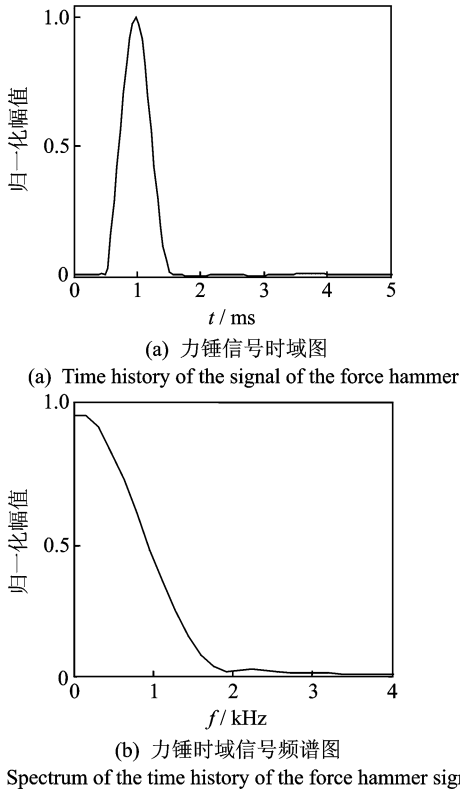 1.0
0.5
0
归一化幅值
0 1 2 3 4 5
t / ms
(a) 力锤信号时域图
(a) Time history of the signal of the force hammer
1.0
0.5
0
归一化幅值
0 1 2 3 4
f / kHz
(b) 力锤时域信号频谱图
Spectrum of the time history of the force hammer sign